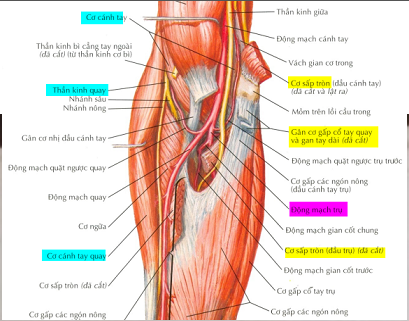 Cơ cánh tay
Thần kinh bì cẳng tay ngoài
(đã cắt) (từ thần kinh cơ bì)
Thần kinh quay
Nhánh sâu
Nhánh nông
Gân cơ nhị đầu cánh tay
Động mạch quặt ngược quay
Động mạch quay
Cơ ngửa
Cơ cánh tay quay
Cơ sấp tròn (đã cắt)
Cơ gấp các ngón nông
Thần kinh giữa
Động mạch cánh tay
Vách gian cơ trong
Cơ sấp tròn (đầu cánh tay)
(đã cắt và lật ra)
Mỏm trên lồi cầu trong
Gân cơ gấp cổ tay quay
và gan tay dài (đã cắt)
Động mạch quặt ngược trụ trước
Cơ gấp các ngón nông
(đầu cánh tay trụ)
Động mạch trụ
Động mạch gian cốt chung
Cơ sấp tròn (đầu trụ) (đã cắt)
Động mạch gian cốt trước
Cơ gấp cổ tay trụ
Cơ gấp các ngón nông